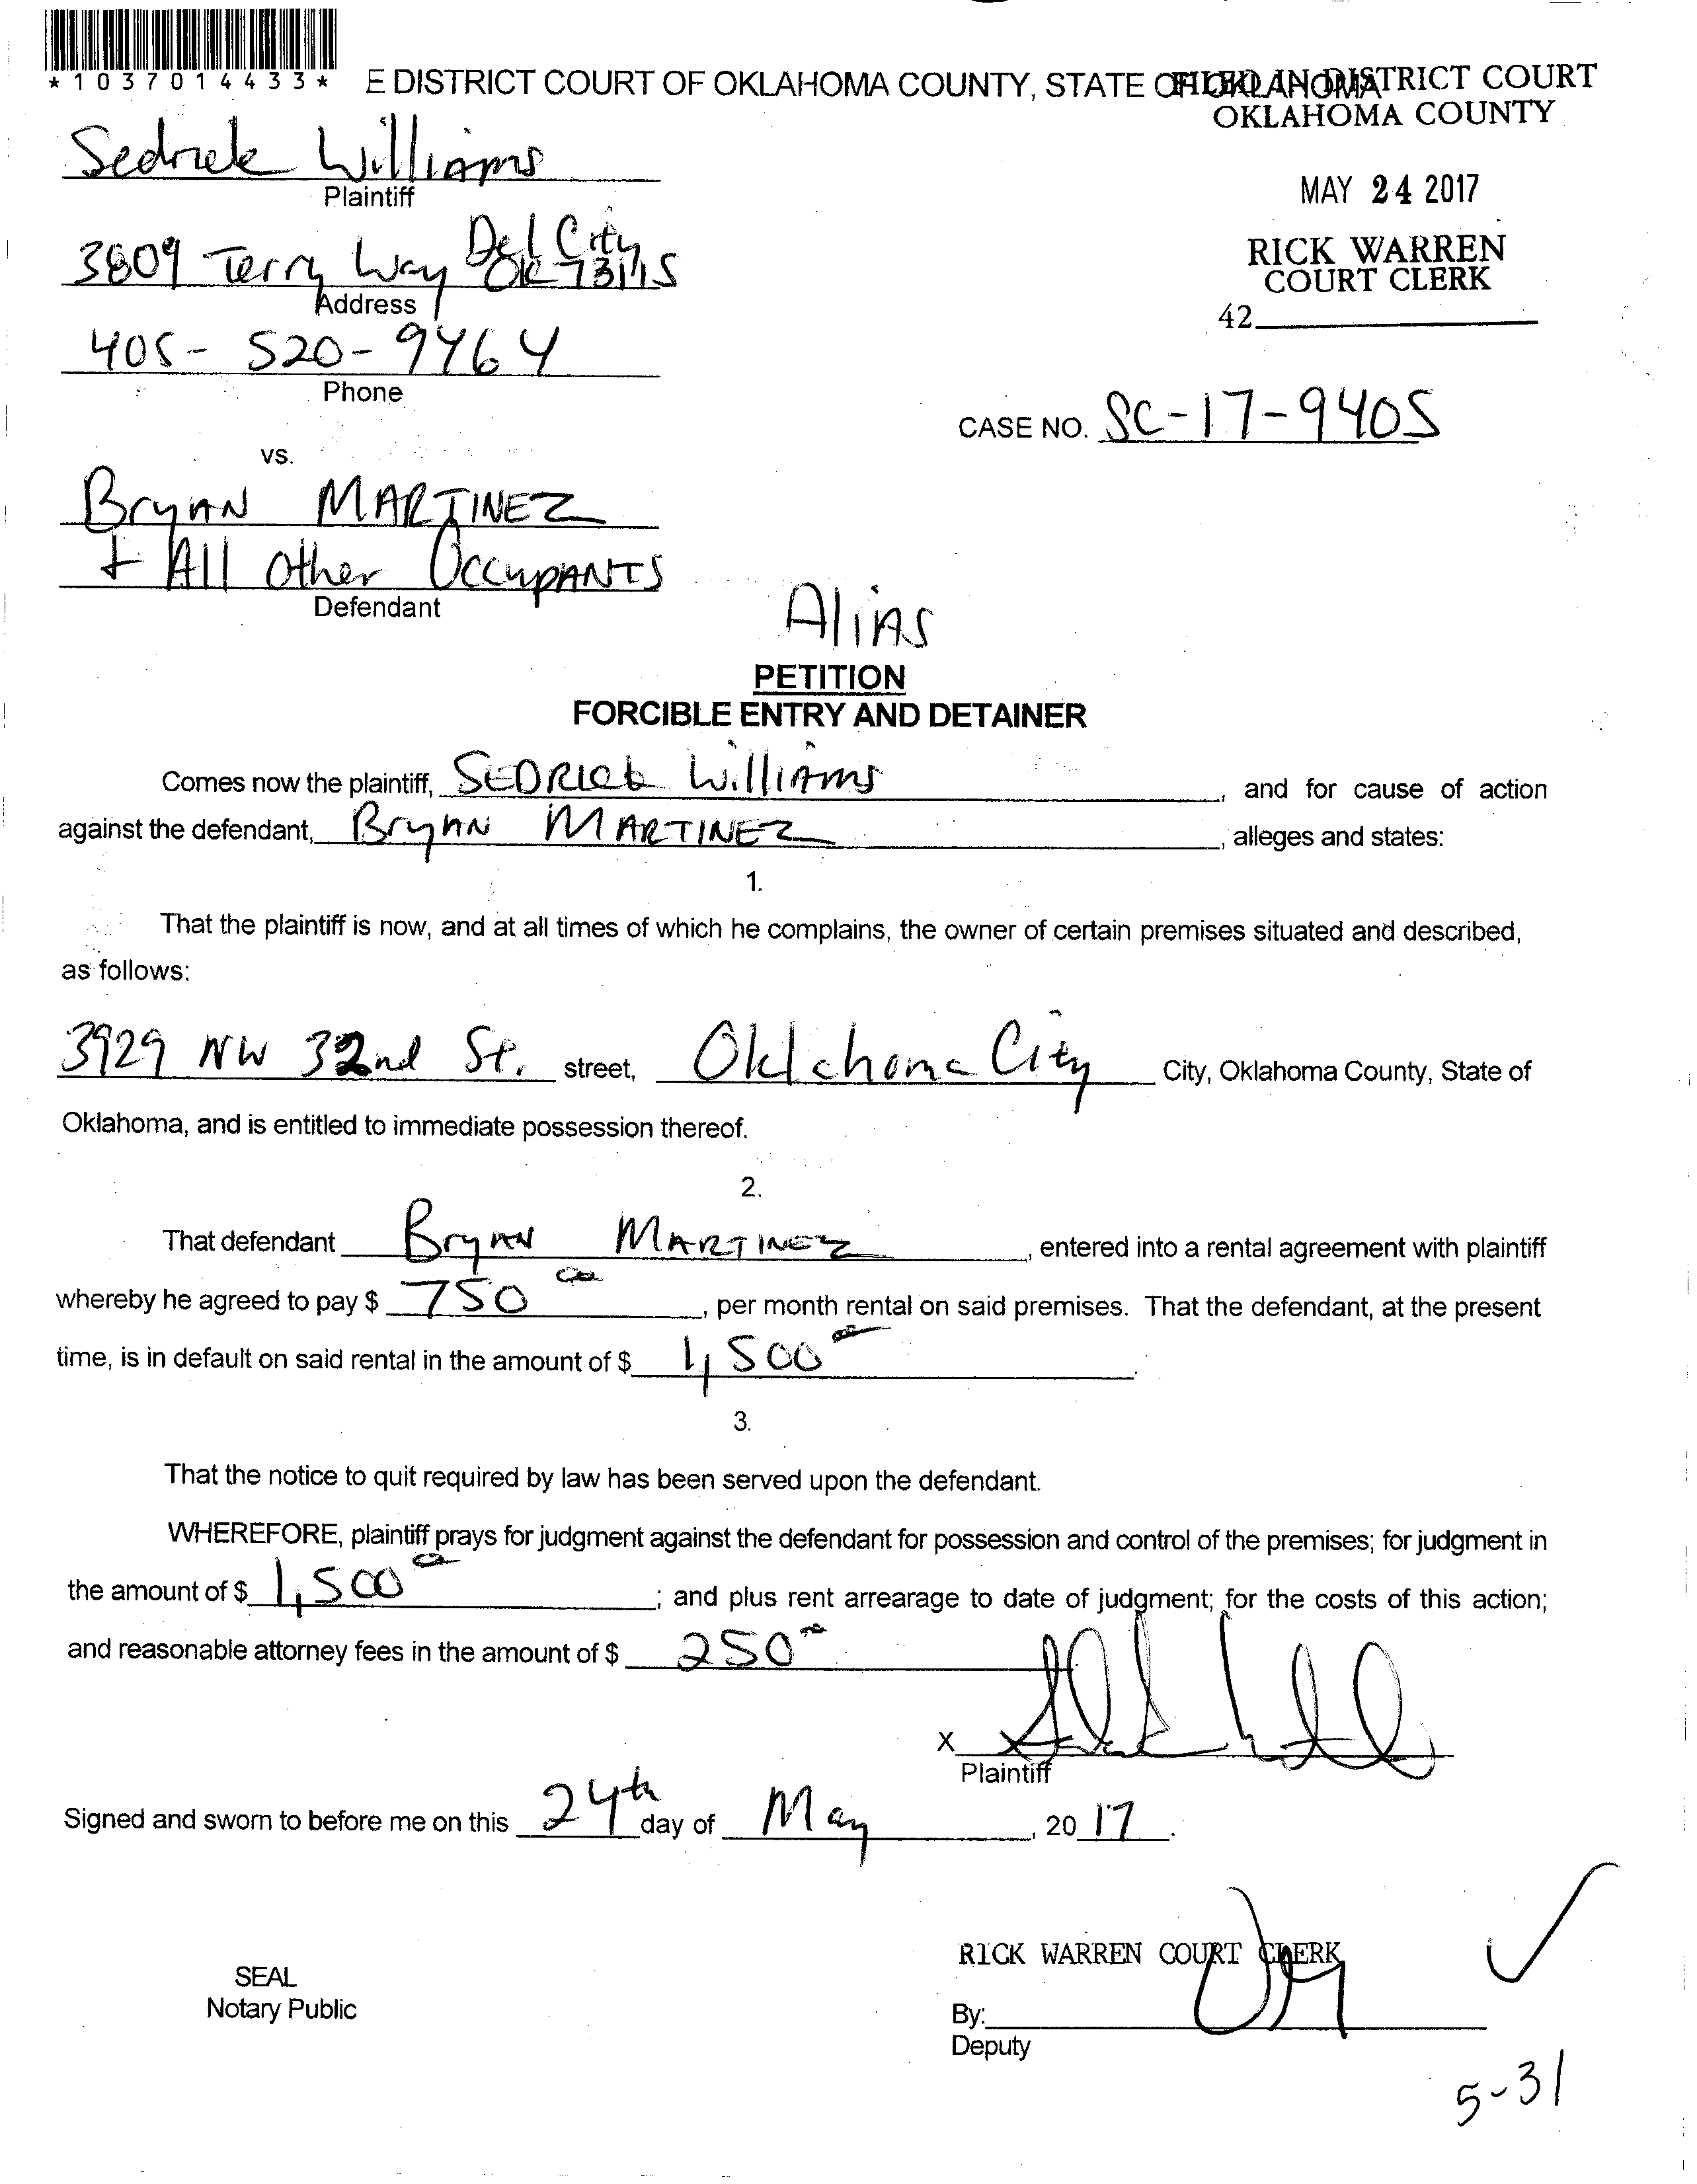 *1037014433*
E DISTRICT COURT OF OKLAHOMA COUNTY, STATE OF OKLAHOMA
FILED IN DISTRICT COURT
OKLAHOMA COUNTY
MAY 24 2017
RICK WARREN
COURT CLERK
42
Sedrick Williams
Plaintiff
3809 Terry Way Del City
OK 73115
Address
405-520-9464
Phone
CASE NO. SC-17-9405
vs.
Bryan MARTINEZ
+ All Other Occupants
Defendant
Alias
PETITION
FORCIBLE ENTRY AND DETAINER
Comes now the plaintiff, SEDRICK Williams, and for cause of action
against the defendant, Bryan MARTINEZ, alleges and states:
1.
That the plaintiff is now, and at all times of which he complains, the owner of certain premises situated and described,
as follows:
3929 NW 32nd St. street, Oklahoma City City, Oklahoma County, State of
Oklahoma, and is entitled to immediate possession thereof.
2.
That defendant Bryan MARTINEZ, entered into a rental agreement with plaintiff
whereby he agreed to pay $ 750 00, per month rental on said premises. That the defendant, at the present
time, is in default on said rental in the amount of $ 1,500 00.
3.
That the notice to quit required by law has been served upon the defendant.
WHEREFORE, plaintiff prays for judgment against the defendant for possession and control of the premises; for judgment in
the amount of $ 1,500 00; and plus rent arrearage to date of judgment; for the costs of this action;
and reasonable attorney fees in the amount of $ 250 00
X
Plaintiff
Signed and sworn to before me on this 24th day of May, 20 17.
RICK WARREN COURT CLERK
SEAL
Notary Public
By:
Deputy
5-31